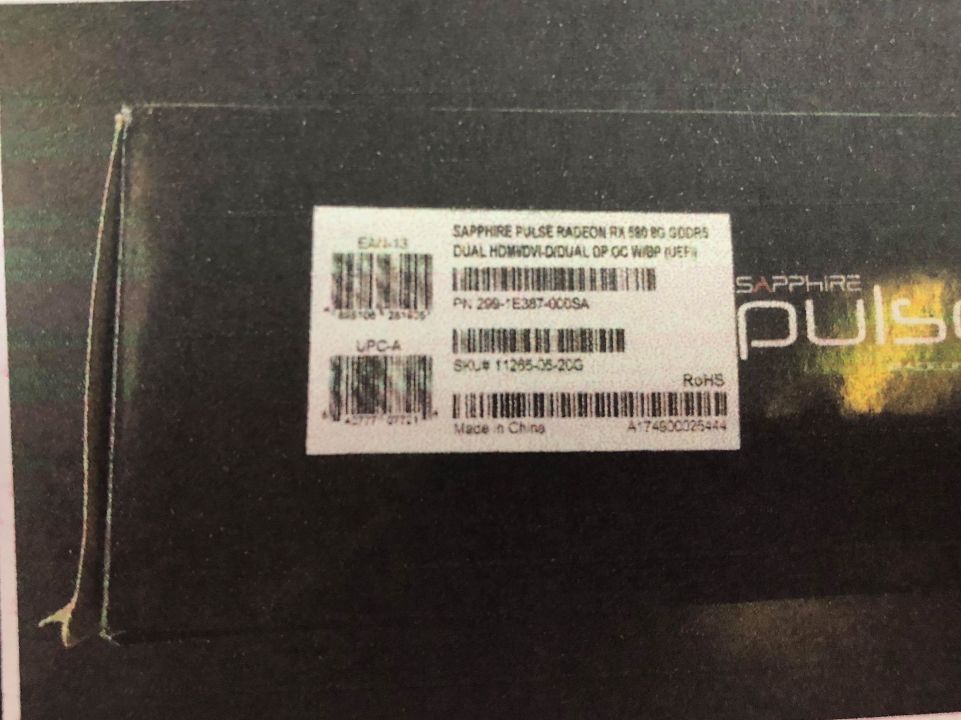 SAPPHIRE PULSE RADEON RX 580 8G GDDR5
DUAL HDMI/DVI-D/DUAL DP OC W/BP (UEFI)
EAN-13
PN 299-1E387-000SA
UPC-A
SKU# 11265-05-20G
RoHS
Made in China
A174900025444
SAPPHIRE
pulse